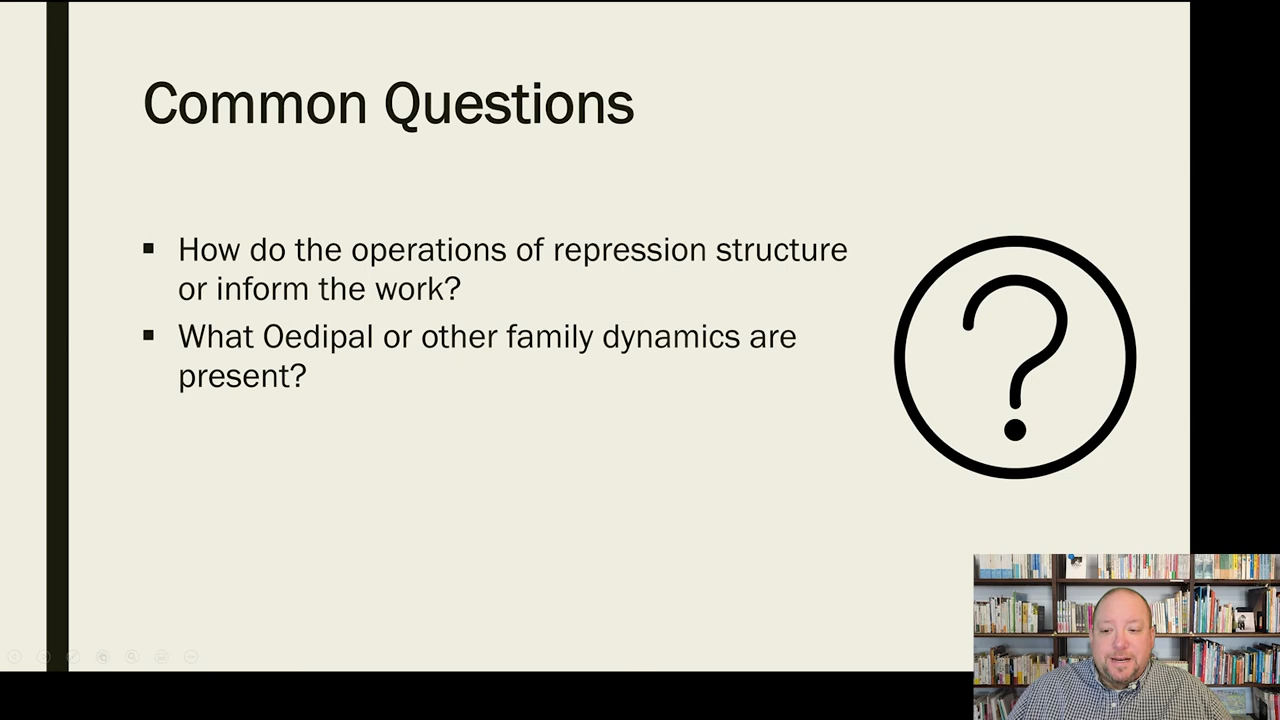 Common Questions
▪ How do the operations of repression structure
or inform the work?
▪ What Oedipal or other family dynamics are
present?